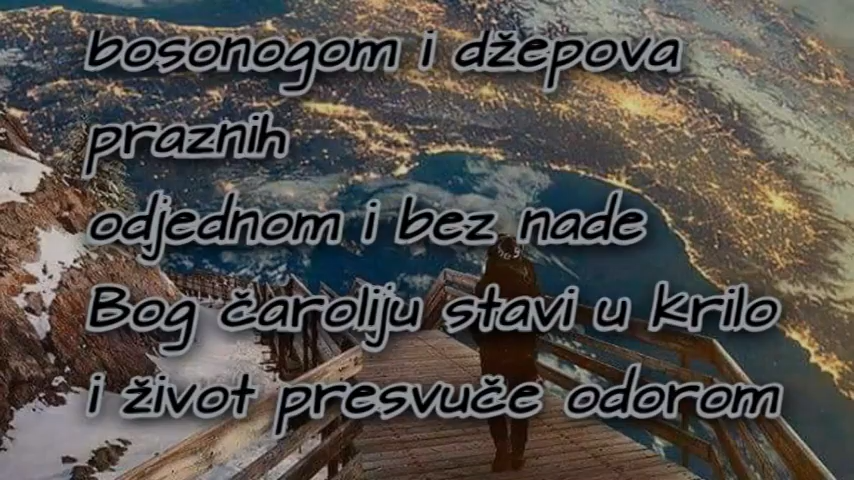 bosonogom i džepova
praznih
odjednom i bez nade
Bog čaroliju stavi u krilo
i život presvuče odorom